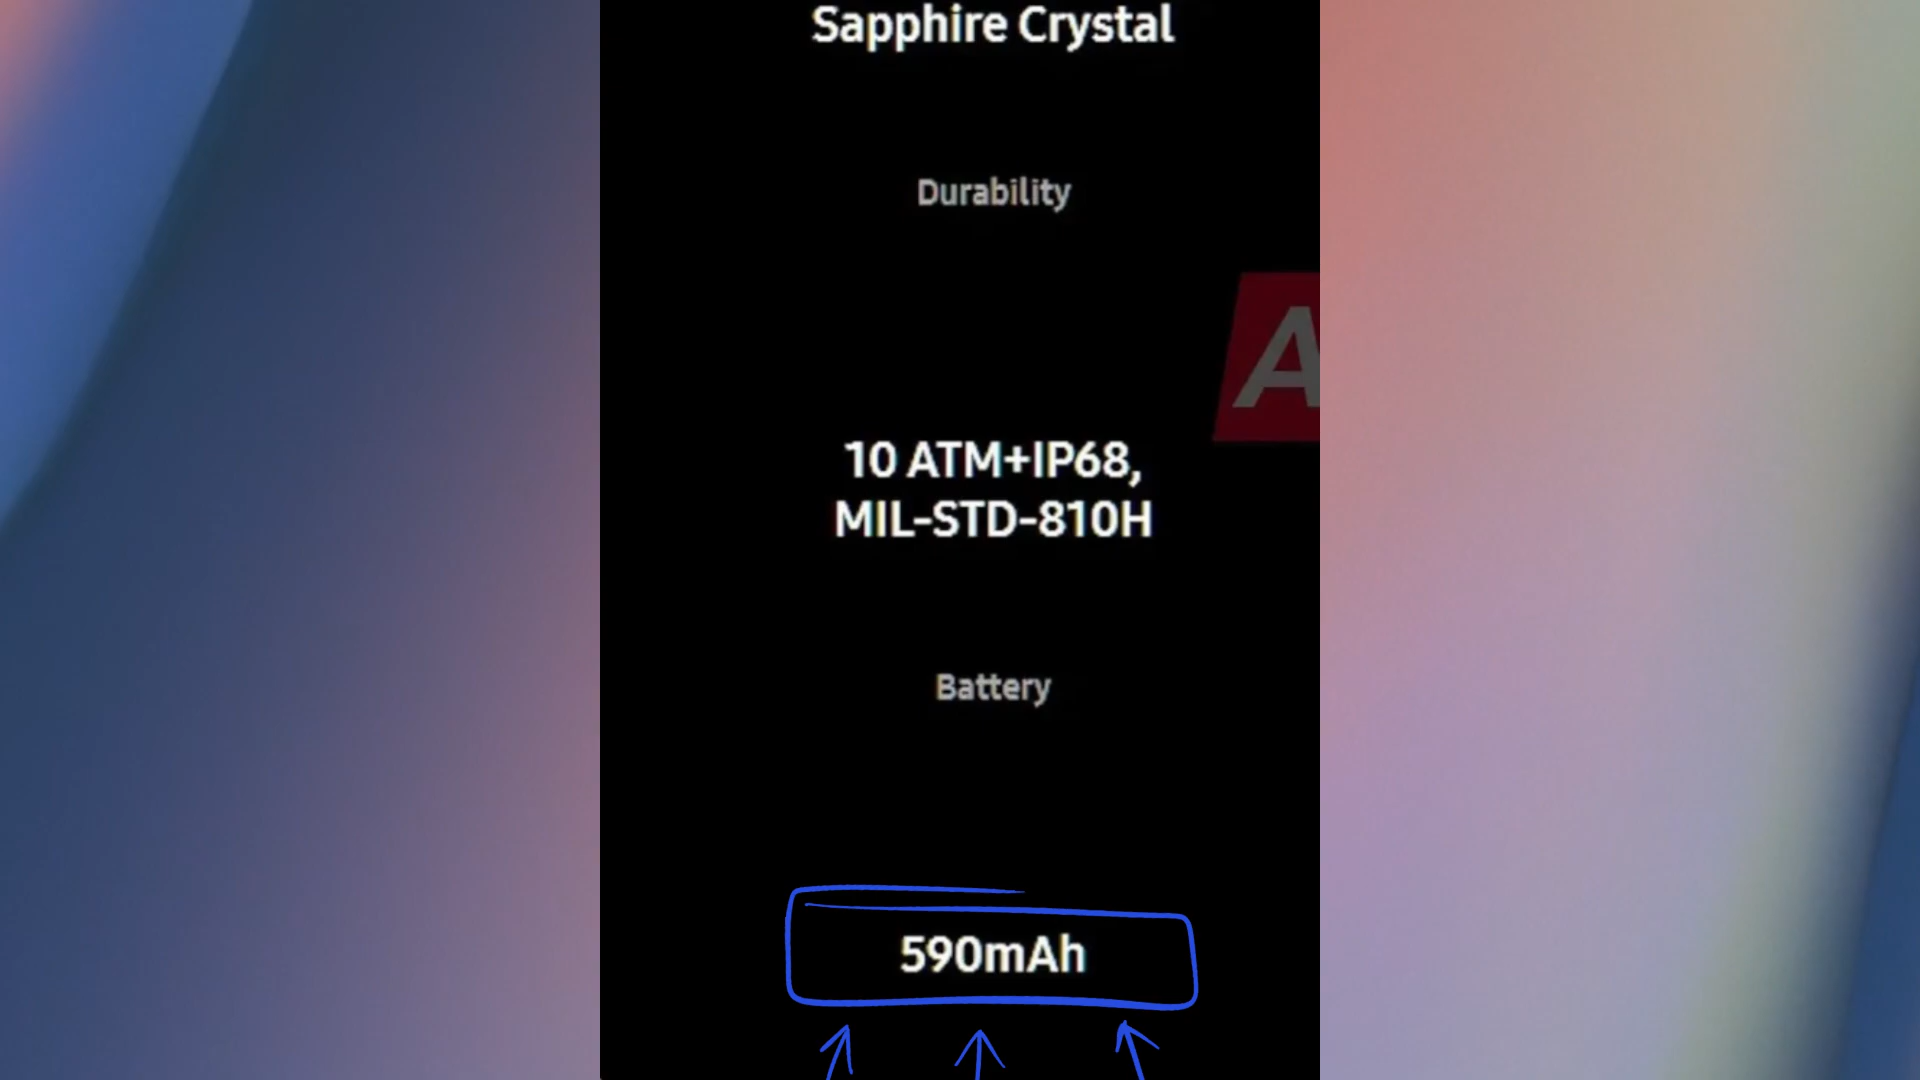 Sapphire Crystal
Durability
A
10 ATM+IP68,
MIL-STD-810H
Battery
590mAh